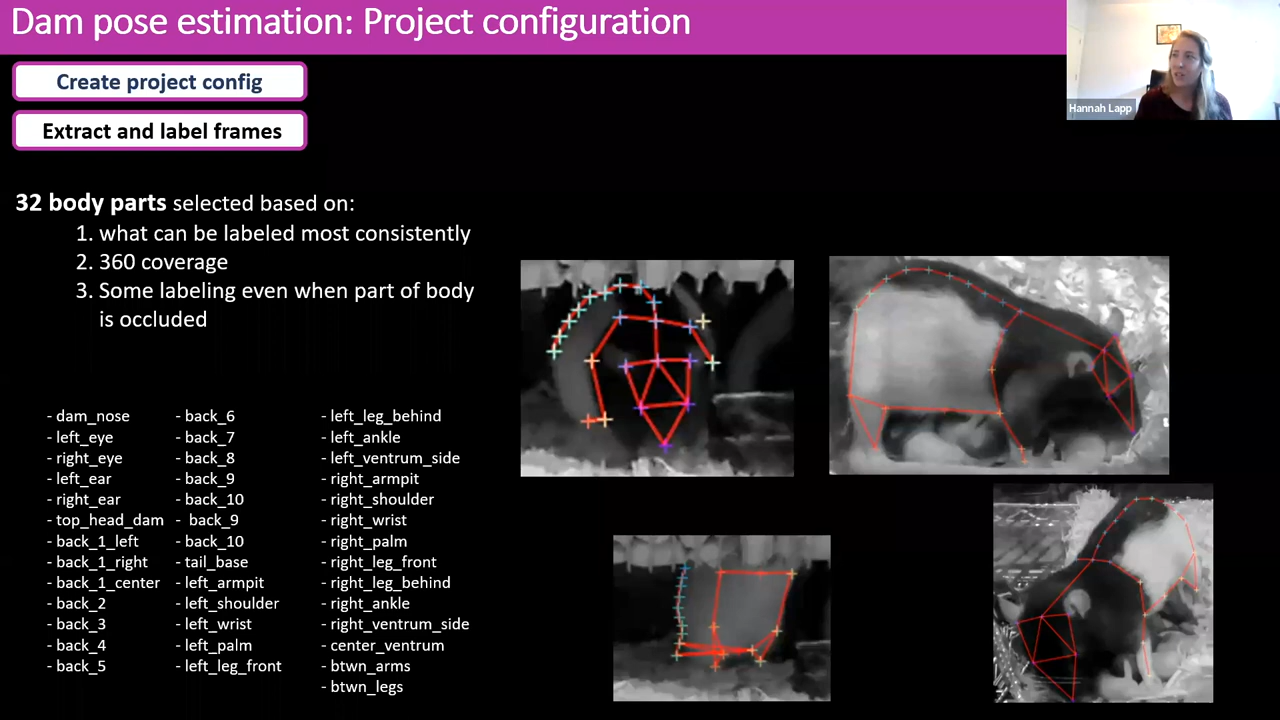 Dam pose estimation: Project configuration
Hannah Lapp
Create project config
Extract and label frames
32 body parts selected based on:
1. what can be labeled most consistently
2. 360 coverage
3. Some labeling even when part of body
is occluded
- dam_nose
- left_eye
- right_eye
- left_ear
- right_ear
- top_head_dam
- back_1_left
- back_1_right
- back_1_center
- back_2
- back_3
- back_4
- back_5
- back_6
- back_7
- back_8
- back_9
- back_10
- back_9
- back_10
- tail_base
- left_armpit
- left_shoulder
- left_wrist
- left_palm
- left_leg_front
- left_leg_behind
- left_ankle
- left_ventrum_side
- right_armpit
- right_shoulder
- right_wrist
- right_palm
- right_leg_front
- right_leg_behind
- right_ankle
- right_ventrum_side
- center_ventrum
- btwn_arms
- btwn_legs